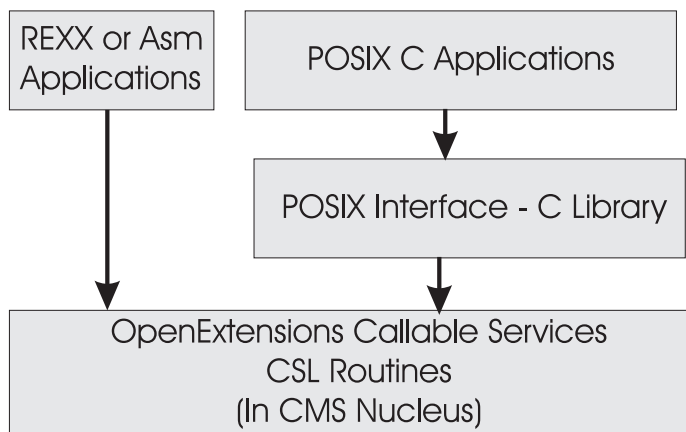 REXX or Asm
Applications
POSIX C Applications
POSIX Interface - C Library
OpenExtensions Callable Services
CSL Routines
(In CMS Nucleus)